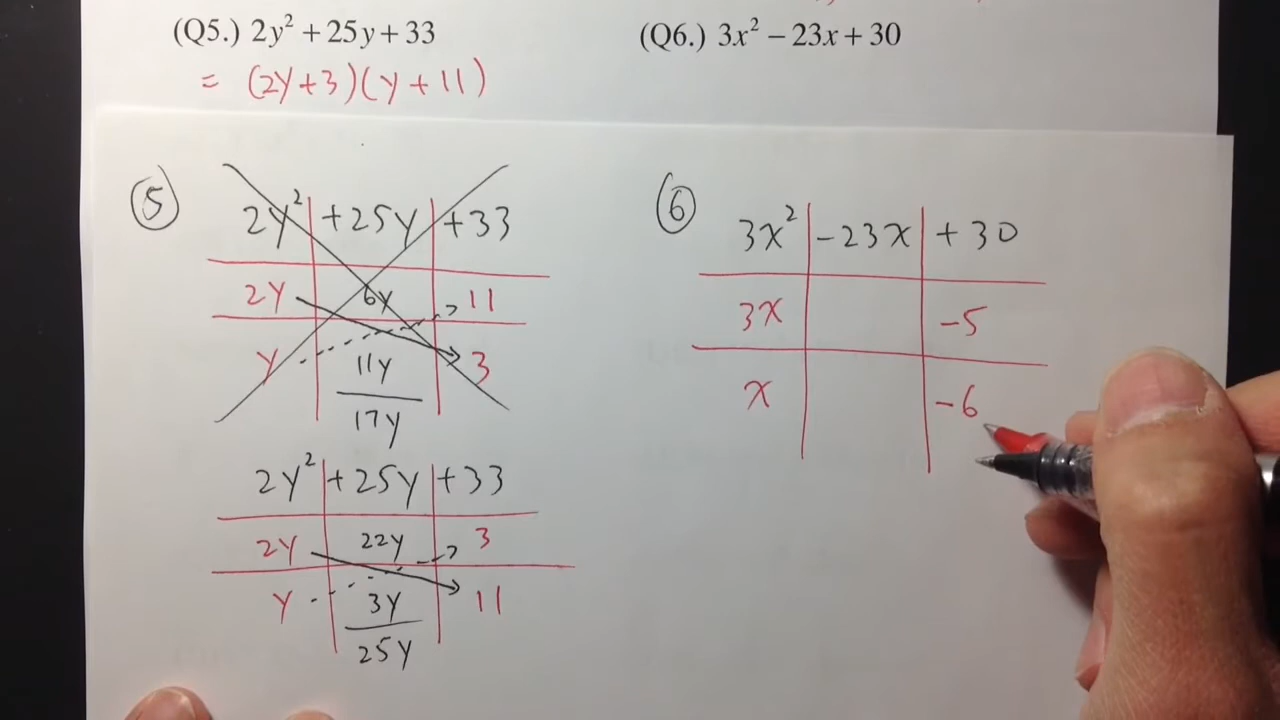 (Q5.) 2y² + 25y + 33
= (2y+3)(y+11)
(Q6.) 3x² − 23x + 30
⑤
2y² +25y +33
2y 6y 11
y 11y 3
17y
2y² +25y +33
2y 22y 3
y 3y 11
25y
⑥
3x² -23x +30
3x -5
x -6